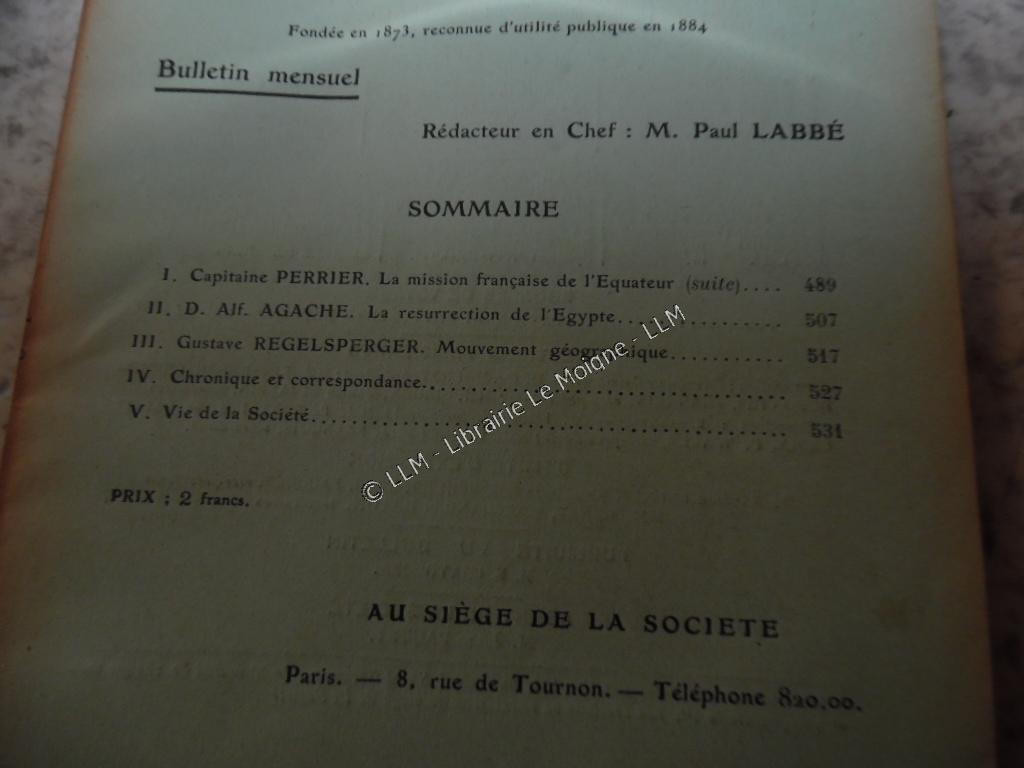 Fondée en 1873, reconnue d'utilité publique en 1884
Bulletin mensuel
Rédacteur en Chef : M. Paul LABBÉ
SOMMAIRE
I. Capitaine PERRIER. La mission française de l'Equateur (suite).... 489
II. D. Alf. AGACHE. La resurrection de l'Egypte................ 507
III. Gustave REGELSPERGER. Mouvement géographique........... 517
IV. Chronique et correspondance.................................. 527
V. Vie de la Société............................................. 531
PRIX : 2 francs.
AU SIÈGE DE LA SOCIETE
Paris. — 8, rue de Tournon. — Téléphone 820.00.
© LLM - Librairie Le Moigne - LLM